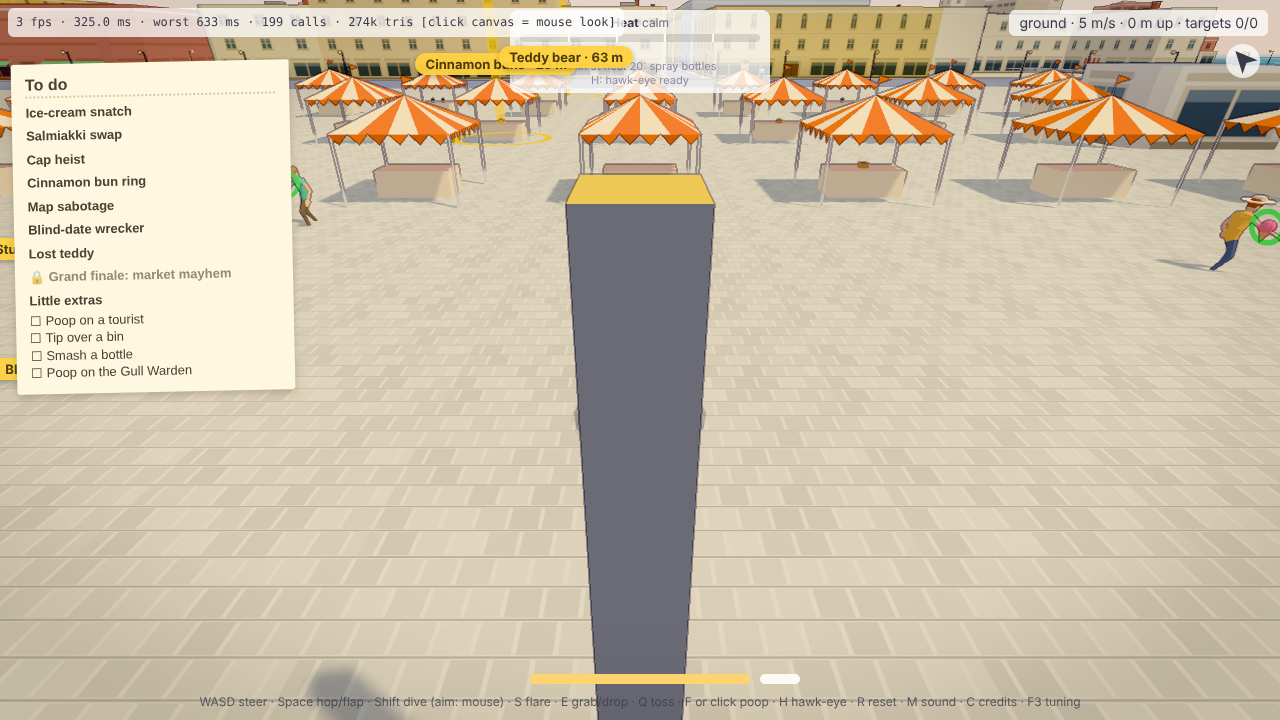 3 fps · 325.0 ms · worst 633 ms · 199 calls · 274k tris [click canvas = mouse look]
Heat calm
20: spray bottles
H: hawk-eye ready
ground · 5 m/s · 0 m up · targets 0/0
Cinnamon
Teddy bear · 63 m
To do
Ice-cream snatch
Salmiakki swap
Cap heist
Cinnamon bun ring
Map sabotage
Blind-date wrecker
Lost teddy
🔒 Grand finale: market mayhem
Little extras
☐ Poop on a tourist
☐ Tip over a bin
☐ Smash a bottle
☐ Poop on the Gull Warden
WASD steer · Space hop/flap · Shift dive (aim: mouse) · S flare · E grab/drop · Q toss · F or click poop · H hawk-eye · R reset · M sound · C credits · F3 tuning